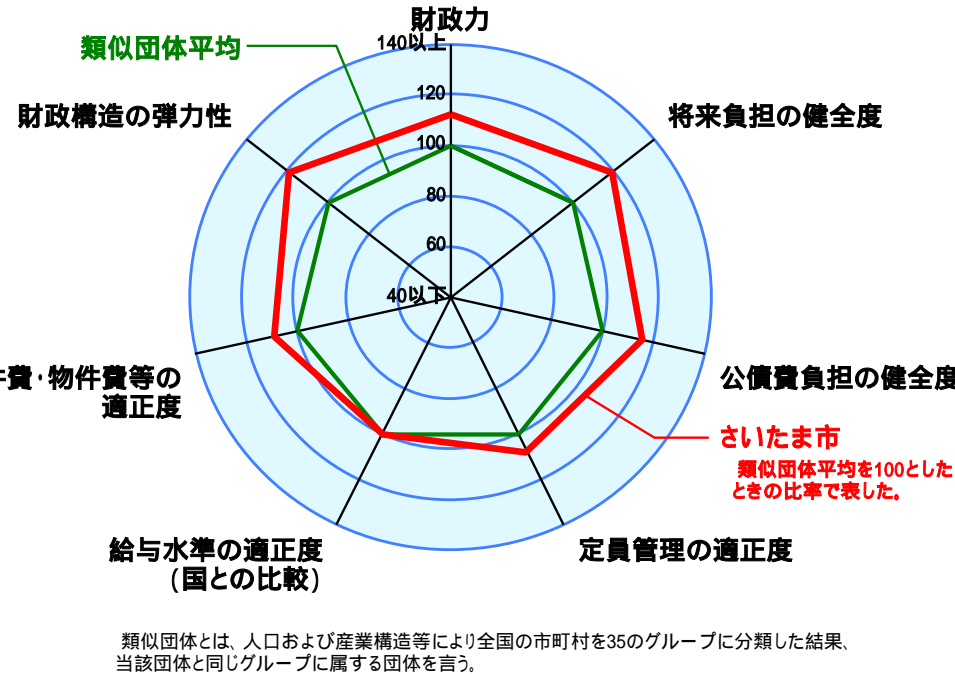 財政力
類似団体平均
140以上
財政構造の弾力性
将来負担の健全度
120
100
80
60
40以下
件費・物件費等の
適正度
公債費負担の健全度
さいたま市
類似団体平均を100とした
ときの比率で表した。
給与水準の適正度
(国との比較)
定員管理の適正度
類似団体とは、人口および産業構造等により全国の市町村を35のグループに分類した結果、
当該団体と同じグループに属する団体を言う。